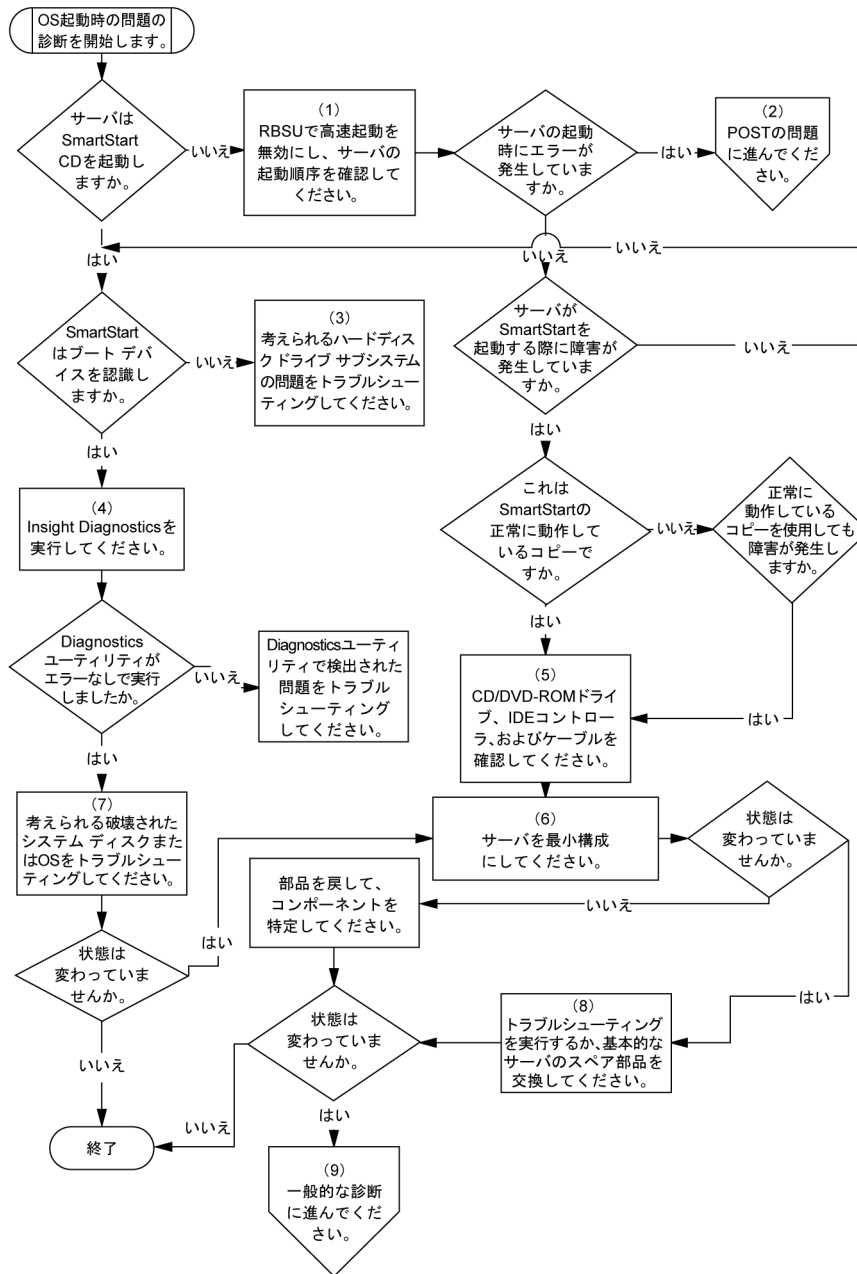 OS起動時の問題の
診断を開始します。
サーバは
SmartStart
CDを起動し
ますか。
いいえ
（1）
RBSUで高速起動を
無効にし、サーバの
起動順序を確認して
ください。
サーバの起動
時にエラーが
発生していま
すか。
はい
（2）
POSTの問題
に進んでくだ
さい。
はい
いいえ
いいえ
SmartStart
はブート デバ
イスを認識し
ますか。
いいえ
（3）
考えられるハードディス
ク ドライブ サブシステム
の問題をトラブルシュー
ティングしてください。
サーバが
SmartStartを
起動する際に障害が
発生していま
すか。
いいえ
はい
はい
（4）
Insight Diagnosticsを
実行してください。
これは
SmartStartの
正常に動作して
いるコピーで
すか。
いいえ
正常に
動作している
コピーを使用しても
障害が発生し
ますか。
はい
Diagnostics
ユーティリティが
エラーなしで実行
しましたか。
いいえ
Diagnosticsユーティ
リティで検出された
問題をトラブル
シューティング
してください。
（5）
CD/DVD-ROMドライ
ブ、IDEコントロー
ラ、およびケーブルを
確認してください。
はい
はい
（7）
考えられる破壊された
システム ディスクまた
はOSをトラブルシュー
ティングしてください。
（6）
サーバを最小構成
にしてください。
状態は
変わっていま
せんか。
いいえ
部品を戻して、
コンポーネントを
特定してください。
はい
状態は
変わっていま
せんか。
はい
（8）
トラブルシューティング
を実行するか、基本的な
サーバのスペア部品を
交換してください。
状態は
変わっていま
せんか。
いいえ
はい
いいえ
終了
（9）
一般的な診断
に進んでくだ
さい。